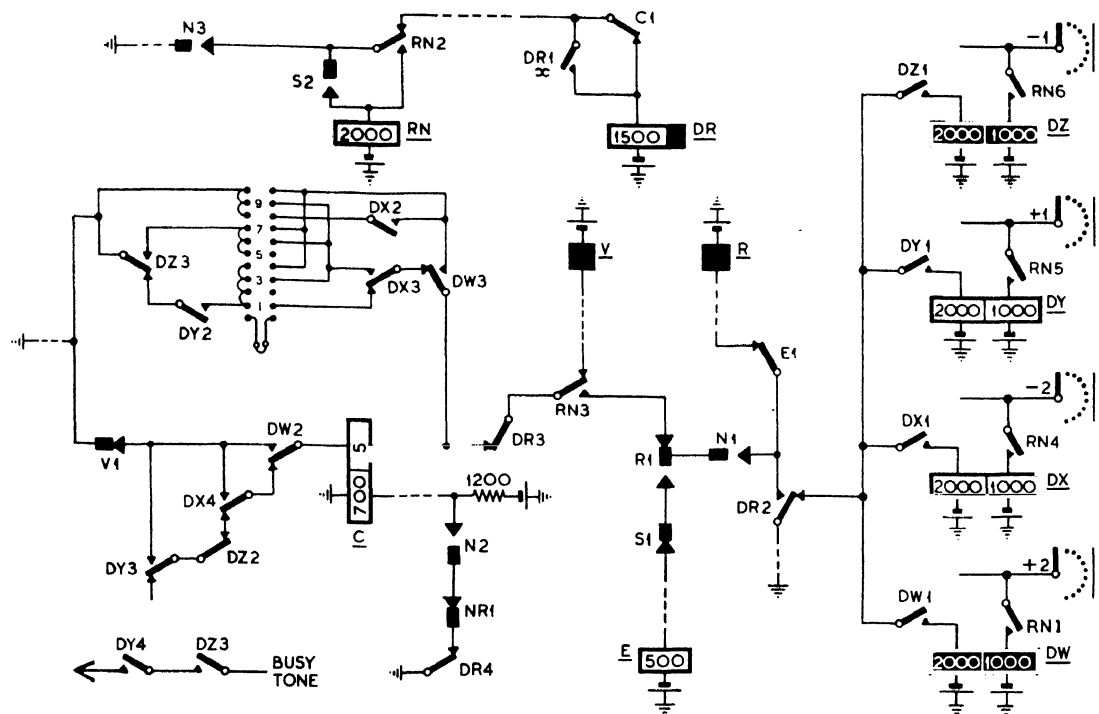 N3
RN2
C1
S2
DR1
x
2000 RN
1500 DR
DZ1
-1
RN6
2000 1000 DZ
9
7
5
3
1
DX2
DZ3
DX3
DW3
DY2
V
R
DY1
+1
RN5
2000 1000 DY
E1
RN3
DR3
DX1
-2
RN4
2000 1000 DX
V1
DW2
5
700
C
1200
R1
N1
DR2
DX4
DZ2
DY3
N2
NR1
DR4
S1
DW1
+2
RN1
2000 1000 DW
DY4
DZ3
BUSY
TONE
E
500